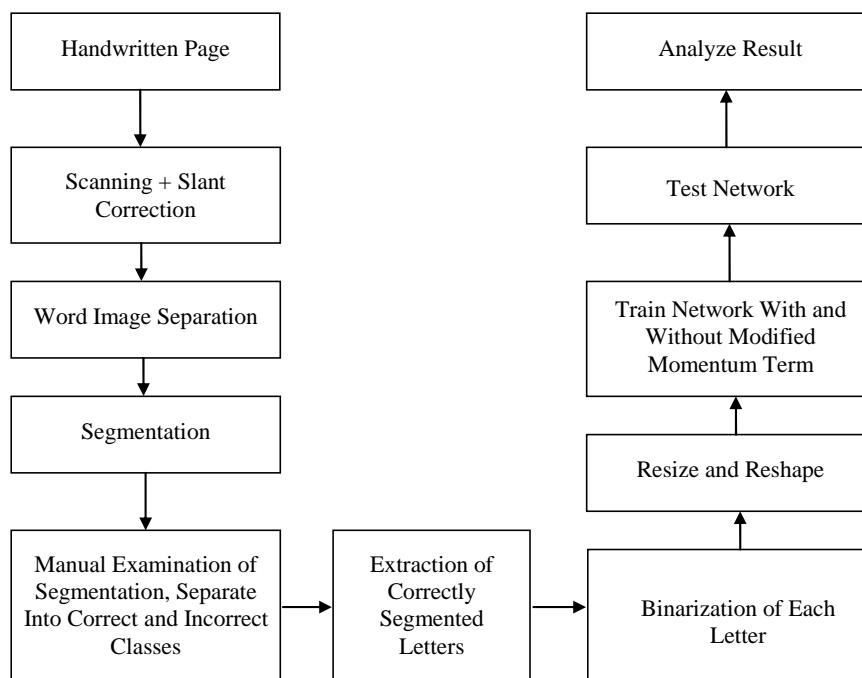 Handwritten Page
Scanning + Slant
Correction
Word Image Separation
Segmentation
Manual Examination of
Segmentation, Separate
Into Correct and Incorrect
Classes
Extraction of
Correctly
Segmented
Letters
Binarization of Each
Letter
Resize and Reshape
Train Network With and
Without Modified
Momentum Term
Test Network
Analyze Result